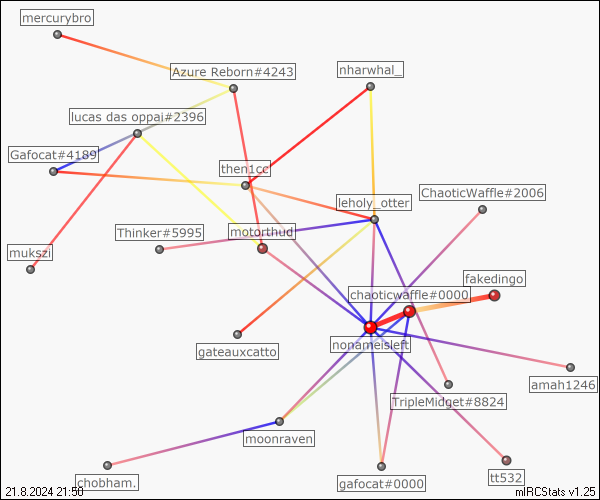 mercurybro
Azure Reborn#4243
nharwhal_
lucas das oppai#2396
Gafocat#4189
then1cc
ChaoticWaffle#2006
leholy_otter
Thinker#5995
motorthud
mukszi
fakedingo
chaoticwaffle#0000
nonameisleft
gateauxcatto
amah1246
TripleMidget#8824
moonraven
chobham.
gafocat#0000
tt532
21.8.2024 21:50
mIRCStats v1.25